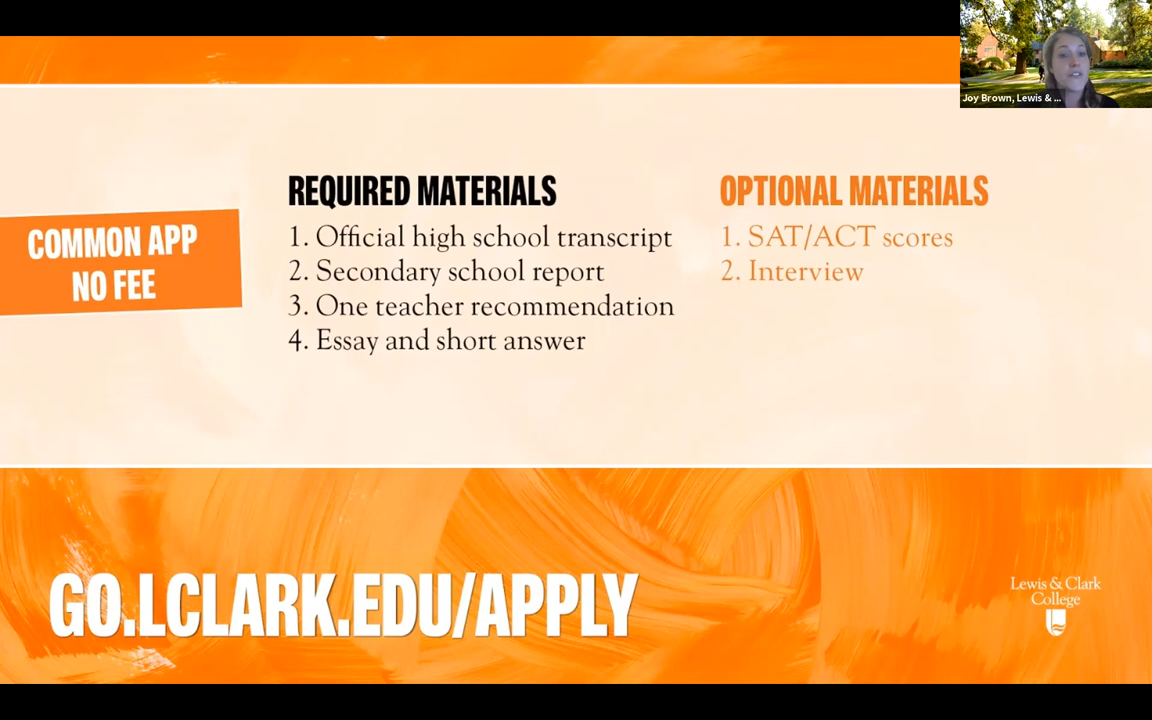 Joy Brown, Lewis & ...
COMMON APP
NO FEE
REQUIRED MATERIALS
1. Official high school transcript
2. Secondary school report
3. One teacher recommendation
4. Essay and short answer
OPTIONAL MATERIALS
1. SAT/ACT scores
2. Interview
GO.LCLARK.EDU/APPLY
Lewis & Clark
College